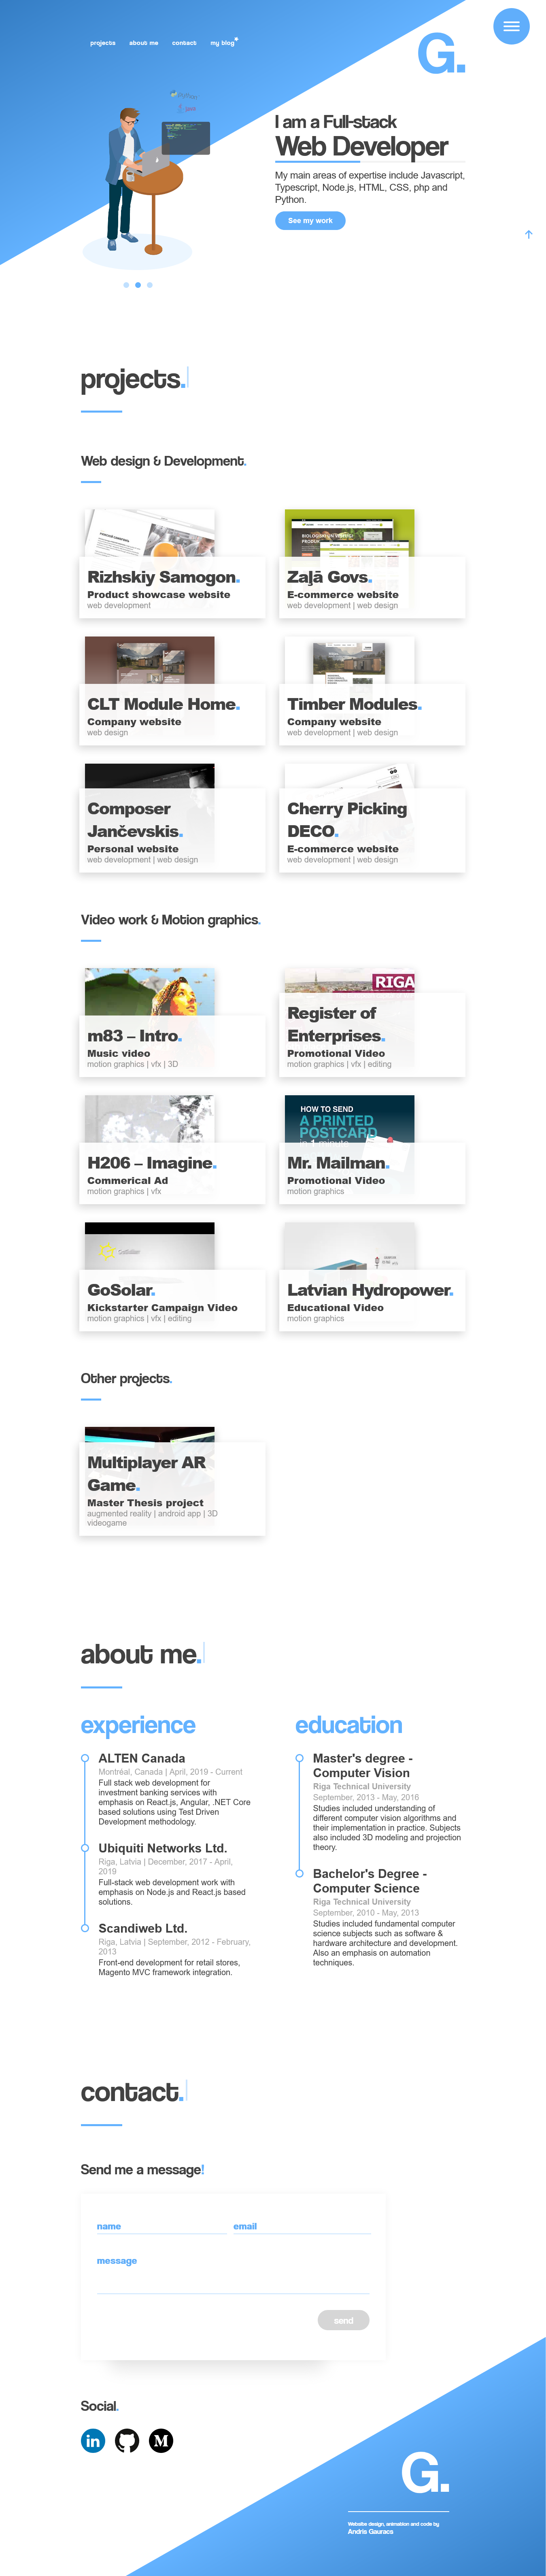 projects about me contact my blog*
G.
I am a Full-stack
Web Developer
My main areas of expertise include Javascript,
Typescript, Node.js, HTML, CSS, php and
Python.
See my work
projects.
Web design & Development.
Rizhskiy Samogon.
Product showcase website
web development
Zaļā Govs.
E-commerce website
web development | web design
CLT Module Home.
Company website
web design
Timber Modules.
Company website
web development | web design
Composer
Jančevskis.
Personal website
web development | web design
Cherry Picking
DECO.
E-commerce website
web development | web design
Video work & Motion graphics.
m83 – Intro.
Music video
motion graphics | vfx | 3D
RIGA
Register of
Enterprises.
Promotional Video
motion graphics | vfx | editing
H206 – Imagine.
Commerical Ad
motion graphics | vfx
HOW TO SEND
A PRINTED
POSTCARD
Mr. Mailman.
Promotional Video
motion graphics
GoSolar
GoSolar.
Kickstarter Campaign Video
motion graphics | vfx | editing
Latvian Hydropower.
Educational Video
motion graphics
Other projects.
Multiplayer AR
Game.
Master Thesis project
augmented reality | android app | 3D
videogame
about me.
experience
ALTEN Canada
Montréal, Canada | April, 2019 - Current
Full stack web development for
investment banking services with
emphasis on React.js, Angular, .NET Core
based solutions using Test Driven
Development methodology.
Ubiquiti Networks Ltd.
Riga, Latvia | December, 2017 - April,
2019
Full-stack web development work with
emphasis on Node.js and React.js based
solutions.
Scandiweb Ltd.
Riga, Latvia | September, 2012 - February,
2013
Front-end development for retail stores,
Magento MVC framework integration.
education
Master's degree -
Computer Vision
Riga Technical University
September, 2013 - May, 2016
Studies included understanding of
different computer vision algorithms and
their implementation in practice. Subjects
also included 3D modeling and projection
theory.
Bachelor's Degree -
Computer Science
Riga Technical University
September, 2010 - May, 2013
Studies included fundamental computer
science subjects such as software &
hardware architecture and development.
Also an emphasis on automation
techniques.
contact.
Send me a message!
name email
message
send
Social.
in M
G.
Website design, animation and code by
Andris Gauracs